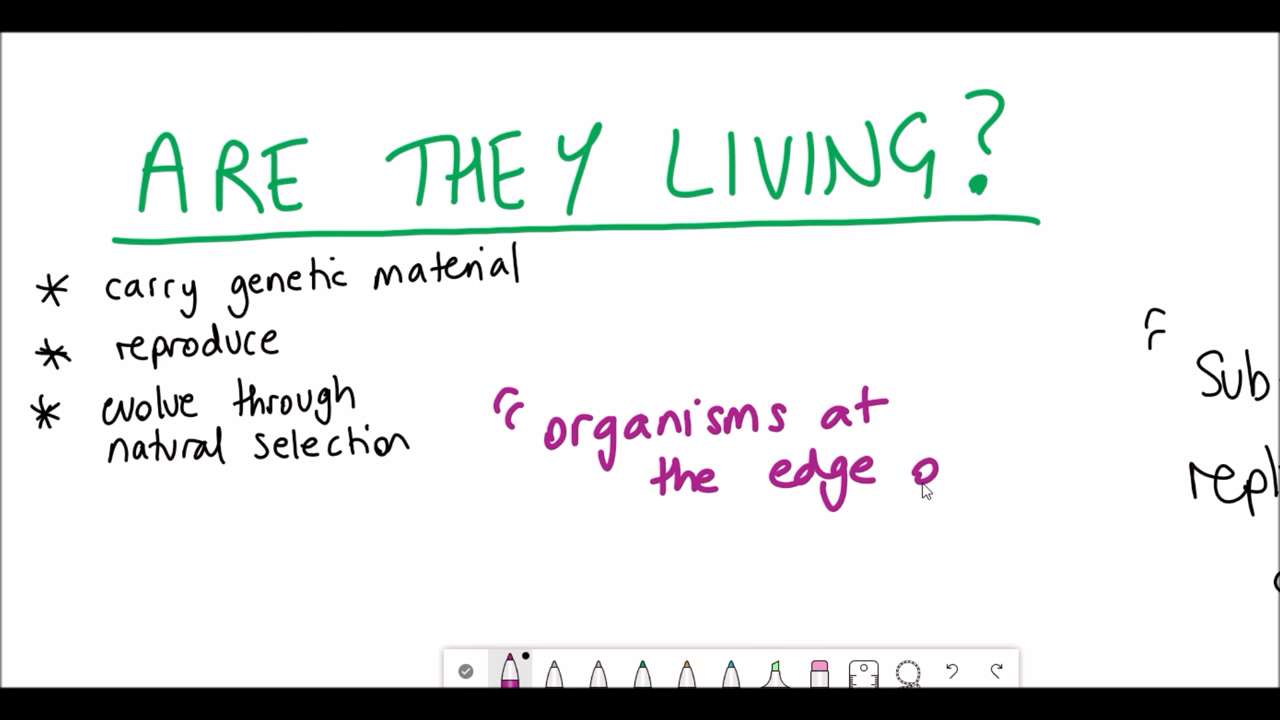 ARE THEY LIVING?
* carry genetic material
* reproduce
* evolve through
natural selection
" organisms at
the edge o
" Sub
repl